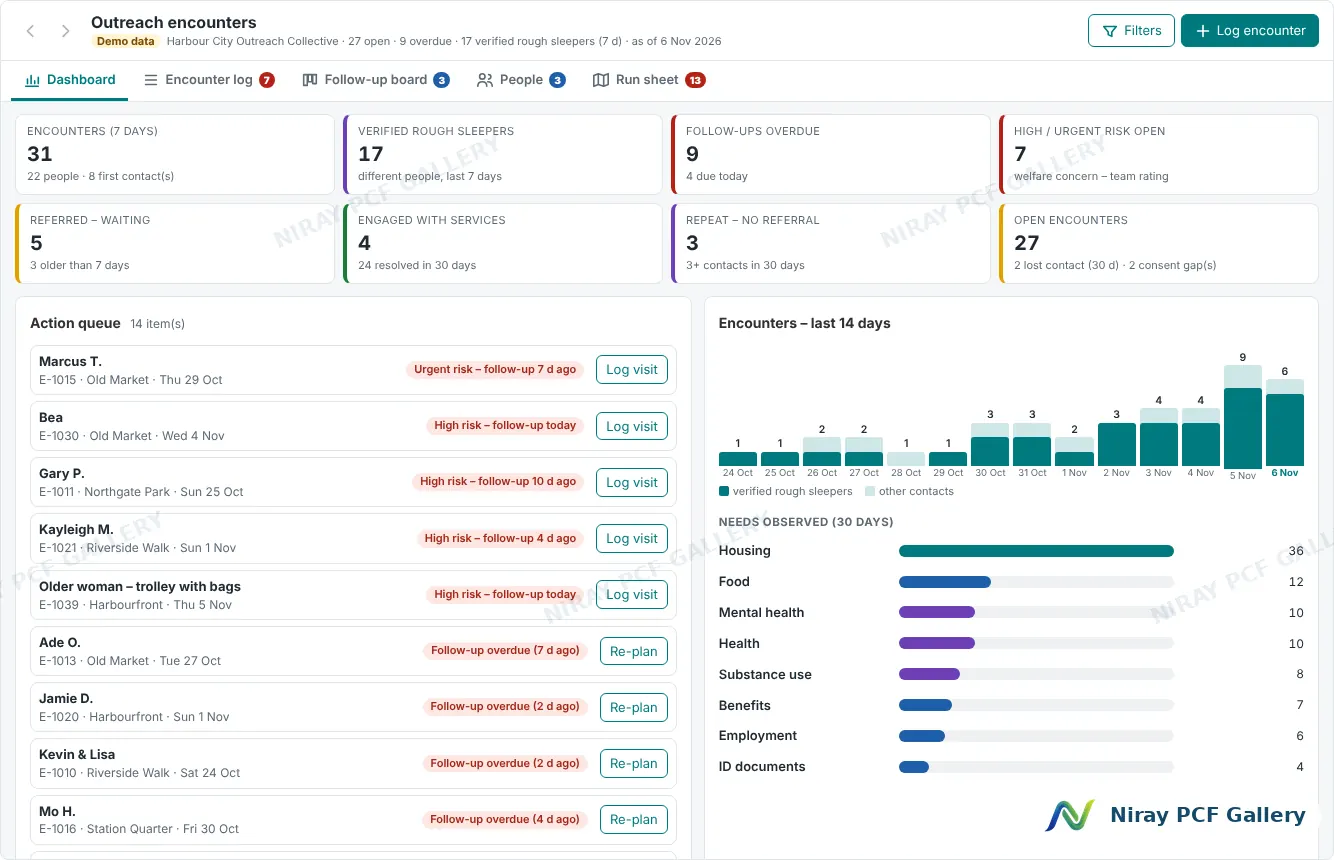 Outreach encounters
Demo data Harbour City Outreach Collective · 27 open · 9 overdue · 17 verified rough sleepers (7 d) · as of 6 Nov 2026
Filters
Log encounter
Dashboard
Encounter log 7
Follow-up board 3
People 3
Run sheet 13
ENCOUNTERS (7 DAYS)
31
22 people · 8 first contact(s)
VERIFIED ROUGH SLEEPERS
17
different people, last 7 days
FOLLOW-UPS OVERDUE
9
4 due today
HIGH / URGENT RISK OPEN
7
welfare concern – team rating
REFERRED – WAITING
5
3 older than 7 days
ENGAGED WITH SERVICES
4
24 resolved in 30 days
REPEAT – NO REFERRAL
3
3+ contacts in 30 days
OPEN ENCOUNTERS
27
2 lost contact (30 d) · 2 consent gap(s)
NIRAY PCF GALLERY
NIRAY PCF GALLERY
Action queue 14 item(s)
Marcus T.
E-1015 · Old Market · Thu 29 Oct
Urgent risk – follow-up 7 d ago
Log visit
Bea
E-1030 · Old Market · Wed 4 Nov
High risk – follow-up today
Log visit
Gary P.
E-1011 · Northgate Park · Sun 25 Oct
High risk – follow-up 10 d ago
Log visit
Kayleigh M.
E-1021 · Riverside Walk · Sun 1 Nov
High risk – follow-up 4 d ago
Log visit
Older woman – trolley with bags
E-1039 · Harbourfront · Thu 5 Nov
High risk – follow-up today
Log visit
Ade O.
E-1013 · Old Market · Tue 27 Oct
Follow-up overdue (7 d ago)
Re-plan
Jamie D.
E-1020 · Harbourfront · Sun 1 Nov
Follow-up overdue (2 d ago)
Re-plan
Kevin & Lisa
E-1010 · Riverside Walk · Sat 24 Oct
Follow-up overdue (2 d ago)
Re-plan
Mo H.
E-1016 · Station Quarter · Fri 30 Oct
Follow-up overdue (4 d ago)
Re-plan
PCF GALLERY
NIRAY PCF GALLERY
NIRAY PCF GALL
Encounters – last 14 days
1 1 2 2 1 1 3 3 2 3 4 4 9 6
24 Oct 25 Oct 26 Oct 27 Oct 28 Oct 29 Oct 30 Oct 31 Oct 1 Nov 2 Nov 3 Nov 4 Nov 5 Nov 6 Nov
verified rough sleepers other contacts
NEEDS OBSERVED (30 DAYS)
Housing 36
Food 12
Mental health 10
Health 10
Substance use 8
Benefits 7
Employment 6
ID documents 4
Niray PCF Gallery